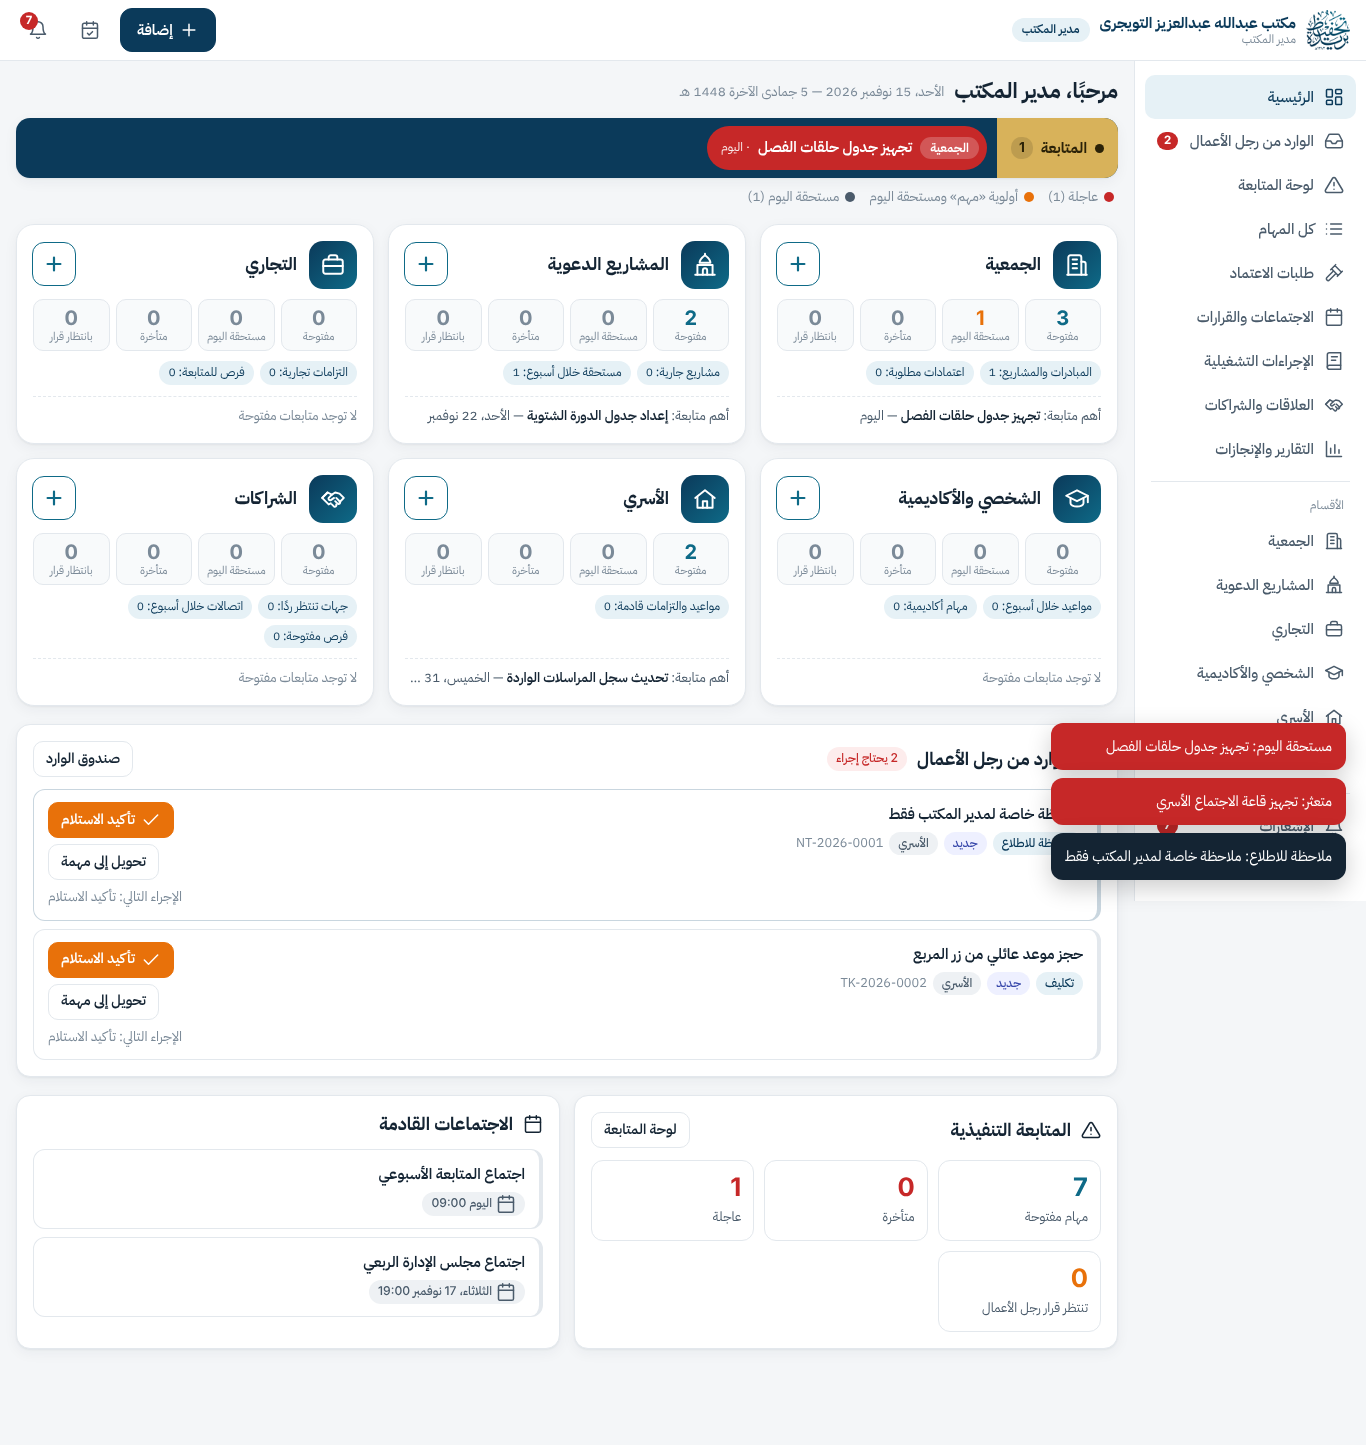 مكتب عبدالله عبدالعزيز التويجري
مدير المكتب
مدير المكتب
إضافة
7
الرئيسية
الوارد من رجل الأعمال 2
لوحة المتابعة
كل المهام
طلبات الاعتماد
الاجتماعات والقرارات
الإجراءات التشغيلية
العلاقات والشراكات
التقارير والإنجازات
الأقسام
الجمعية
المشاريع الدعوية
التجاري
الشخصي والأكاديمية
الأسري
مرحبًا، مدير المكتب
الأحد، 15 نوفمبر 2026 — 5 جمادى الآخرة 1448 هـ
المتابعة 1
الجمعية تجهيز جدول حلقات الفصل · اليوم
عاجلة (1) أولوية «مهم» ومستحقة اليوم مستحقة اليوم (1)
الجمعية
3 1 0 0
مفتوحة مستحقة اليوم متأخرة بانتظار قرار
المبادرات والمشاريع: 1 اعتمادات مطلوبة: 0
أهم متابعة: تجهيز جدول حلقات الفصل — اليوم
المشاريع الدعوية
2 0 0 0
مفتوحة مستحقة اليوم متأخرة بانتظار قرار
مشاريع جارية: 0 مستحقة خلال أسبوع: 1
أهم متابعة: إعداد جدول الدورة الشتوية — الأحد، 22 نوفمبر
التجاري
0 0 0 0
مفتوحة مستحقة اليوم متأخرة بانتظار قرار
التزامات تجارية: 0 فرص للمتابعة: 0
لا توجد متابعات مفتوحة
الشخصي والأكاديمية
0 0 0 0
مفتوحة مستحقة اليوم متأخرة بانتظار قرار
مواعيد خلال أسبوع: 0 مهام أكاديمية: 0
لا توجد متابعات مفتوحة
الأسري
2 0 0 0
مفتوحة مستحقة اليوم متأخرة بانتظار قرار
مواعيد والتزامات قادمة: 0
أهم متابعة: تحديث سجل المراسلات الواردة — الخميس، 31 ...
الشراكات
0 0 0 0
مفتوحة مستحقة اليوم متأخرة بانتظار قرار
جهات تنتظر ردًا: 0 اتصالات خلال أسبوع: 0
فرص مفتوحة: 0
لا توجد متابعات مفتوحة
من رجل الأعمال 2 يحتاج إجراء
صندوق الوارد
خاصة لمدير المكتب فقط
للاطلاع جديد الأسري NT-2026-0001
تأكيد الاستلام
تحويل إلى مهمة
الإجراء التالي: تأكيد الاستلام
حجز موعد عائلي من زر المربع
تكليف جديد الأسري TK-2026-0002
تأكيد الاستلام
تحويل إلى مهمة
الإجراء التالي: تأكيد الاستلام
مستحقة اليوم: تجهيز جدول حلقات الفصل
متعثر: تجهيز قاعة الاجتماع الأسري
ملاحظة للاطلاع: ملاحظة خاصة لمدير المكتب فقط
المتابعة التنفيذية
لوحة المتابعة
7 0 1
مهام مفتوحة متأخرة عاجلة
0
تنتظر قرار رجل الأعمال
الاجتماعات القادمة
اجتماع المتابعة الأسبوعي
اليوم 09:00
اجتماع مجلس الإدارة الربعي
الثلاثاء، 17 نوفمبر 19:00